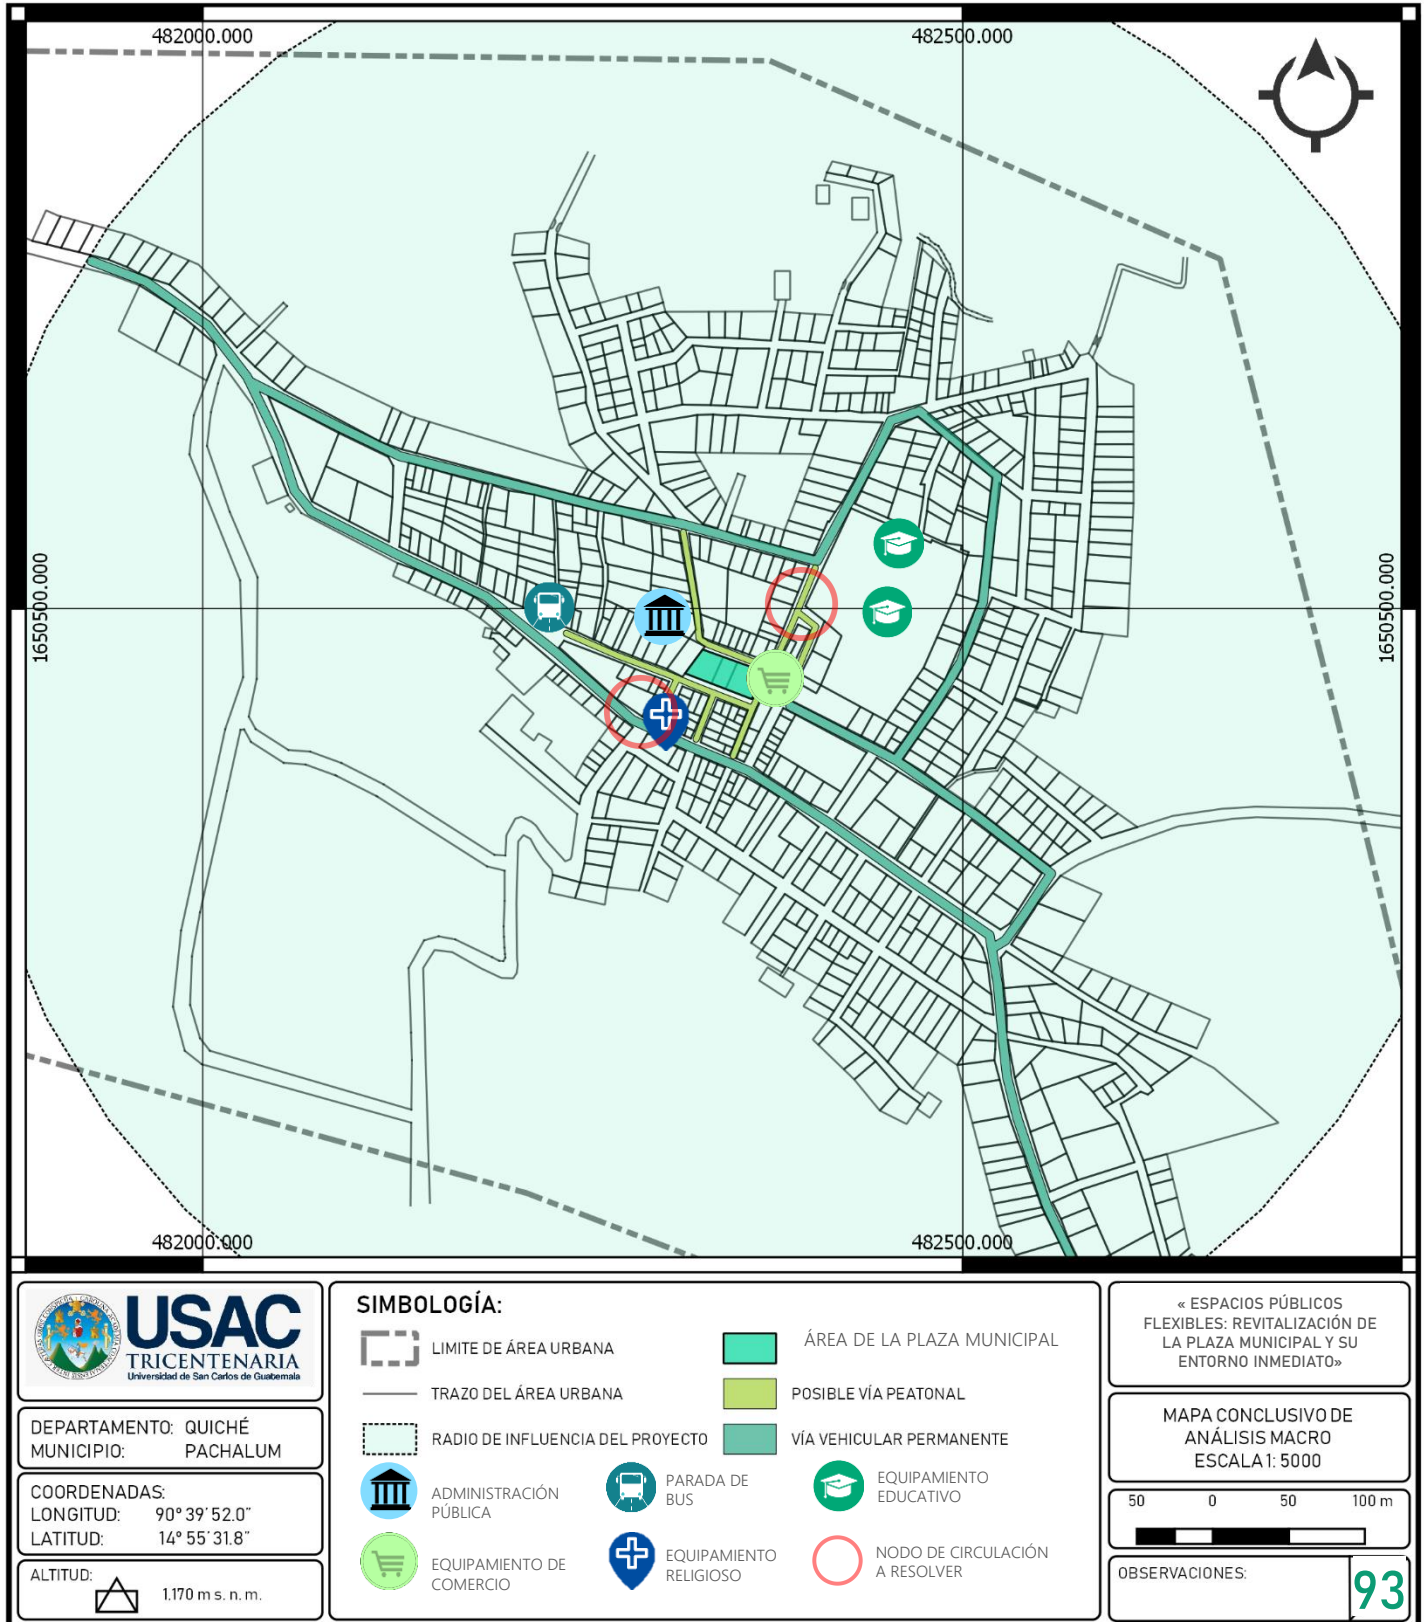 482000.000
482500.000
1650500.000
1650500.000
482000.000
482500.000
USAC
TRICENTENARIA
Universidad de San Carlos de Guatemala
DEPARTAMENTO: QUICHÉ
MUNICIPIO: PACHALUM
COORDENADAS:
LONGITUD: 90°39'52.0"
LATITUD: 14°55'31.8"
ALTITUD:
1,170 m s. n. m.
SIMBOLOGÍA:
LIMITE DE ÁREA URBANA
TRAZO DEL ÁREA URBANA
RADIO DE INFLUENCIA DEL PROYECTO
ÁREA DE LA PLAZA MUNICIPAL
POSIBLE VÍA PEATONAL
VÍA VEHICULAR PERMANENTE
ADMINISTRACIÓN
PÚBLICA
PARADA DE
BUS
EQUIPAMIENTO
EDUCATIVO
EQUIPAMIENTO DE
COMERCIO
EQUIPAMIENTO
RELIGIOSO
NODO DE CIRCULACIÓN
A RESOLVER
« ESPACIOS PÚBLICOS
FLEXIBLES: REVITALIZACIÓN DE
LA PLAZA MUNICIPAL Y SU
ENTORNO INMEDIATO»
MAPA CONCLUSIVO DE
ANÁLISIS MACRO
ESCALA 1: 5000
50 0 50 100 m
OBSERVACIONES:
93